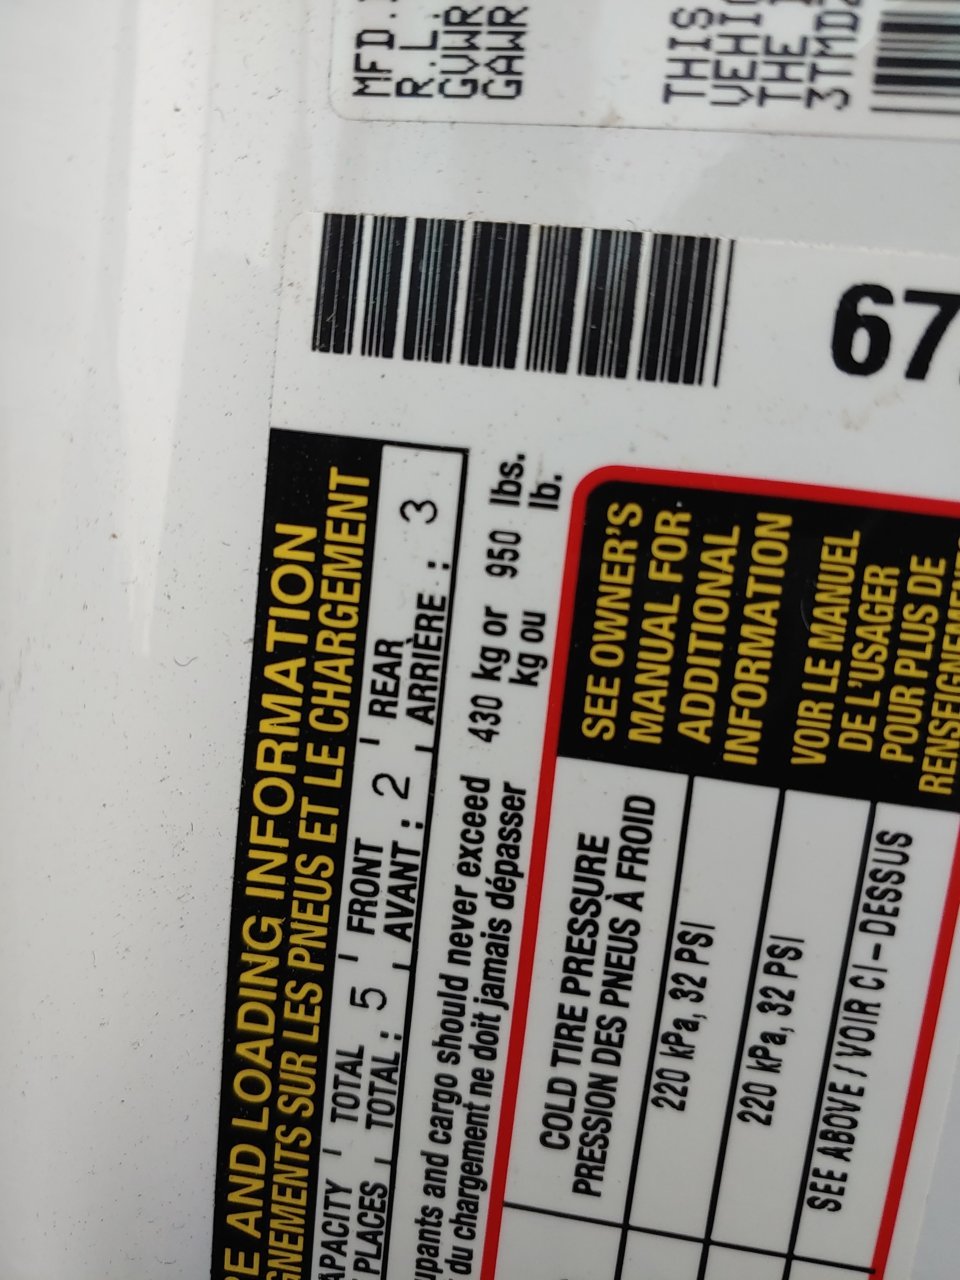 MFD.
R.L.
GVWR
GAWR
THIS
VEHIC
THE
3TMD
67
E AND LOADING INFORMATION
GNEMENTS SUR LES PNEUS ET LE CHARGEMENT
APACITY TOTAL FRONT REAR
PLACES TOTAL : 5 AVANT : 2 ARRIÈRE : 3
upants and cargo should never exceed 430 kg or 950 lbs.
du chargement ne doit jamais dépasser kg ou lb.
COLD TIRE PRESSURE
PRESSION DES PNEUS À FROID
220 kPa, 32 PSI
220 kPa, 32 PSI
SEE ABOVE / VOIR CI-DESSUS
SEE OWNER'S
MANUAL FOR
ADDITIONAL
INFORMATION
VOIR LE MANUEL
DE L'USAGER
POUR PLUS DE
RENSEIGNEMENTS